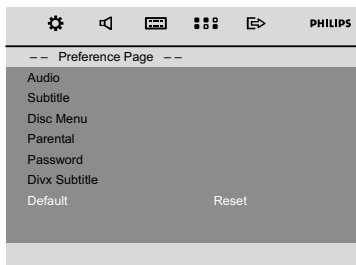 PHILIPS
-- Preference Page --
Audio
Subtitle
Disc Menu
Parental
Password
Divx Subtitle
Default Reset